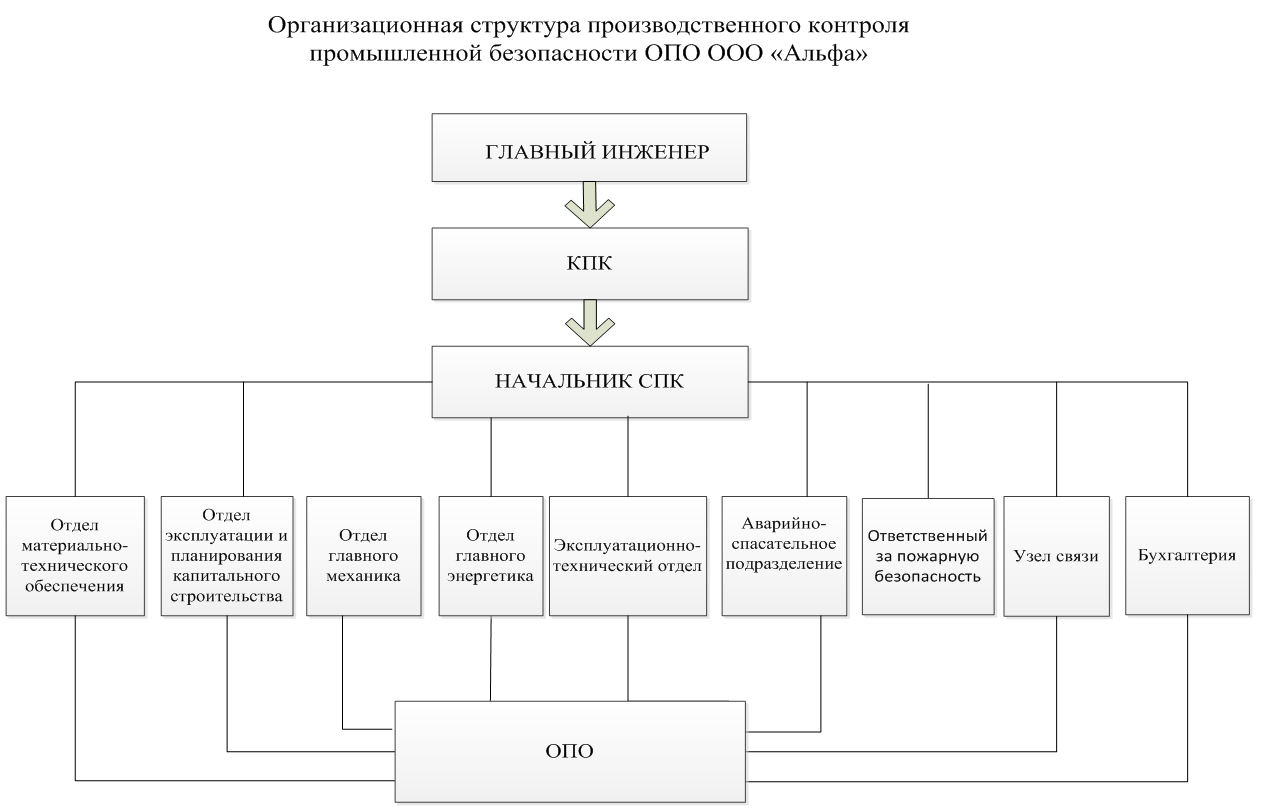 Организационная структура производственного контроля
промышленной безопасности ОПО ООО «Альфа»
ГЛАВНЫЙ ИНЖЕНЕР
КПК
НАЧАЛЬНИК СПК
Отдел
материально-
технического
обеспечения
Отдел
эксплуатации и
планирования
капитального
строительства
Отдел
главного
механика
Отдел
главного
энергетика
Эксплуатационно-
технический отдел
Аварийно-
спасательное
подразделение
Ответственный
за пожарную
безопасность
Узел связи
Бухгалтерия
ОПО